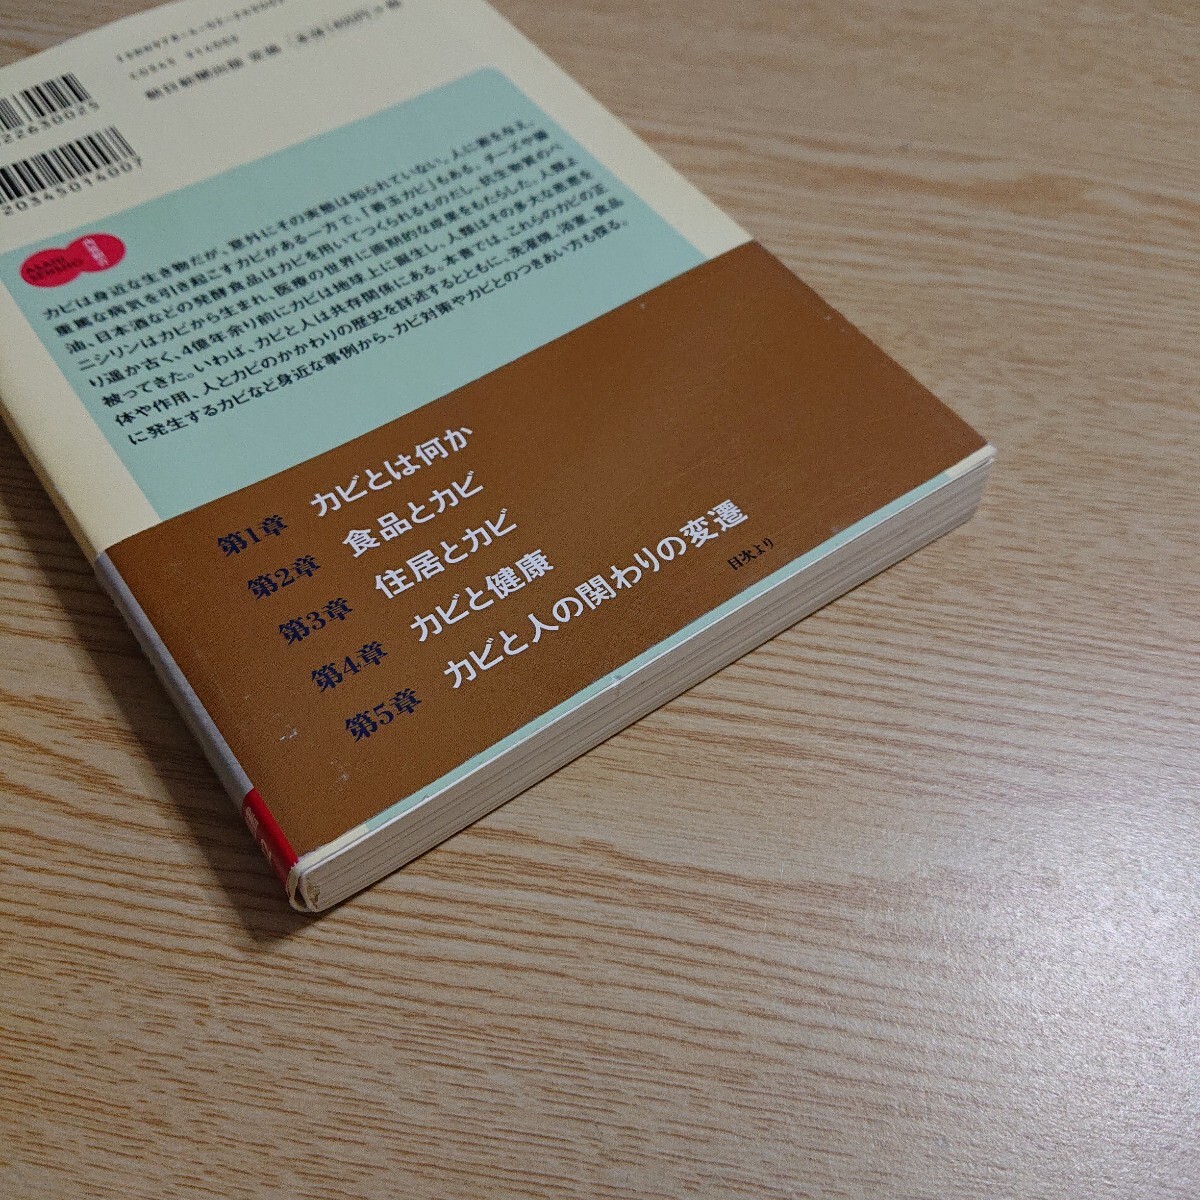 2263002
2034501400
朝日新聞出版 定価
ASAHI
SENSHO
朝日選書
カビは身近な生き物だが、意外にその実態は知られていない。人に害を与え、
重篤な病気を引き起こすカビがある一方で、「善玉カビ」もある。チーズや醤
油、日本酒などの発酵食品はカビを用いてつくられるものだし、抗生物質のペ
ニシリンはカビから生まれ、医療の世界に画期的な成果をもたらした。人類よ
り遥か古く、4億年余り前にカビは地球上に誕生し、人類はその多大な恩恵を
被ってきた。いわば、カビと人は共存関係にある。本書では、これらのカビの正
体や作用、人とカビのかかわりの歴史を詳述するとともに、洗濯機、浴室、食品
に発生するカビなど身近な事例から、カビ対策やカビとのつきあい方も探る。
第1章 カビとは何か
第2章 食品とカビ
第3章 住居とカビ
第4章 カビと健康
第5章 カビと人の関わりの変遷
目次より